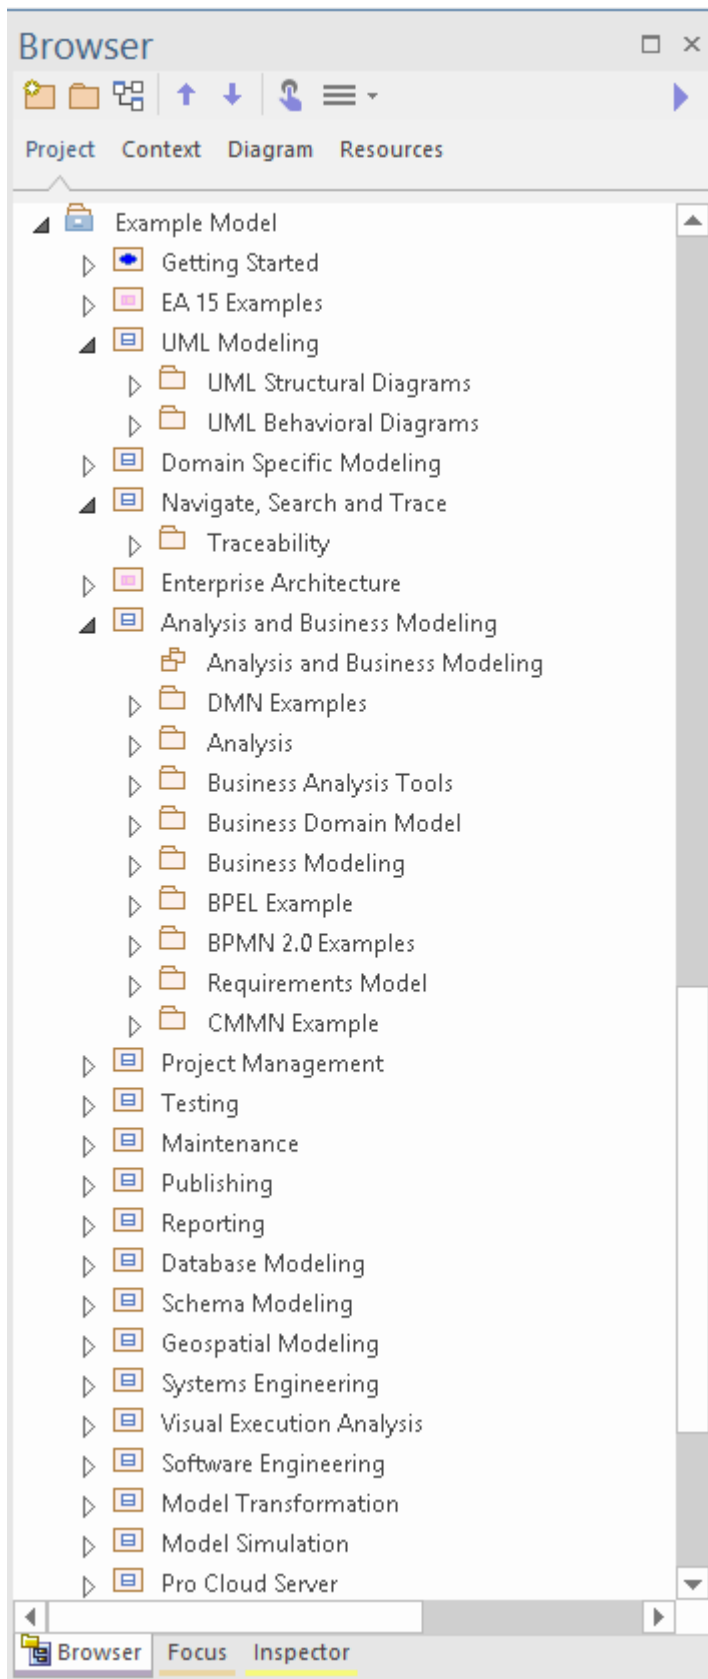 Browser
Project Context Diagram Resources
Example Model
Getting Started
EA 15 Examples
UML Modeling
UML Structural Diagrams
UML Behavioral Diagrams
Domain Specific Modeling
Navigate, Search and Trace
Traceability
Enterprise Architecture
Analysis and Business Modeling
Analysis and Business Modeling
DMN Examples
Analysis
Business Analysis Tools
Business Domain Model
Business Modeling
BPEL Example
BPMN 2.0 Examples
Requirements Model
CMMN Example
Project Management
Testing
Maintenance
Publishing
Reporting
Database Modeling
Schema Modeling
Geospatial Modeling
Systems Engineering
Visual Execution Analysis
Software Engineering
Model Transformation
Model Simulation
Pro Cloud Server
Browser Focus Inspector